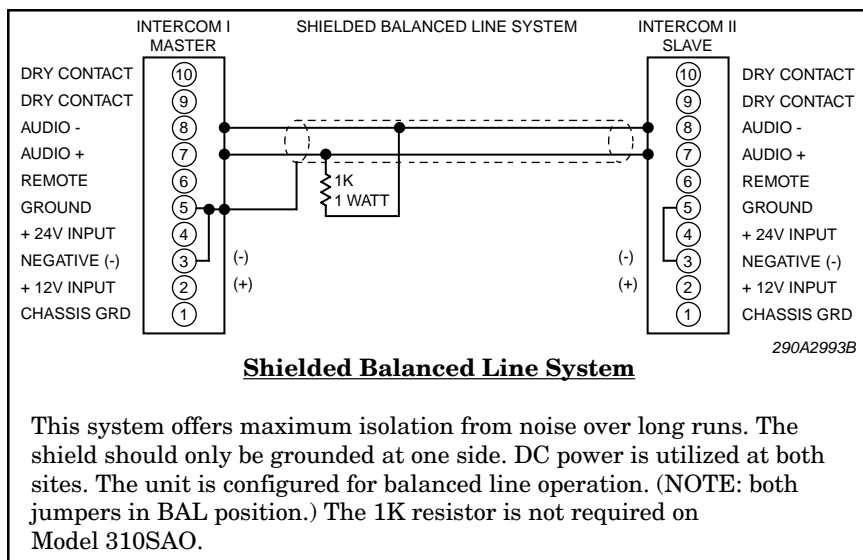 INTERCOM I
MASTER
SHIELDED BALANCED LINE SYSTEM
INTERCOM II
SLAVE
DRY CONTACT 10
DRY CONTACT 9
AUDIO - 8
AUDIO + 7
REMOTE 6
GROUND 5
+ 24V INPUT 4
NEGATIVE (-) 3 (-)
+ 12V INPUT 2 (+)
CHASSIS GRD 1
1K
1 WATT
10 DRY CONTACT
9 DRY CONTACT
8 AUDIO -
7 AUDIO +
6 REMOTE
5 GROUND
4 + 24V INPUT
(-) 3 NEGATIVE (-)
(+) 2 + 12V INPUT
1 CHASSIS GRD
290A2993B
Shielded Balanced Line System
This system offers maximum isolation from noise over long runs. The
shield should only be grounded at one side. DC power is utilized at both
sites. The unit is configured for balanced line operation. (NOTE: both
jumpers in BAL position.) The 1K resistor is not required on
Model 310SAO.